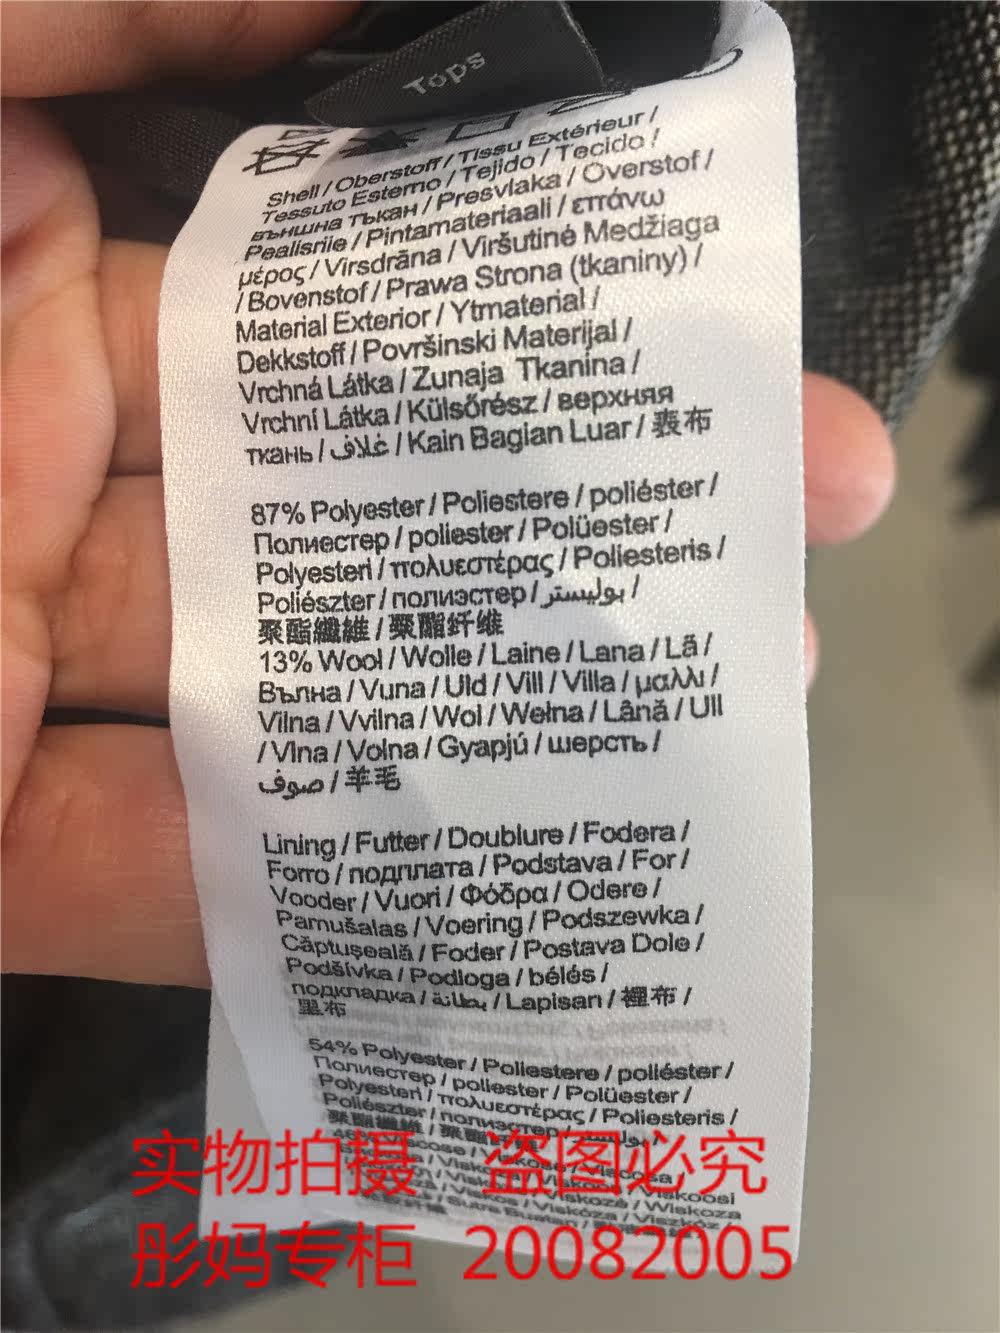 Tops
Shell / Oberstoff / Tissu Extérieur /
Tessuto Esterno / Tejido / Tecido /
външна тъкан / Presvlaka / Overstof /
Pealisriie / Pintamateriaali / επάνω
μέρος / Virsdrāna / Viršutinė Medžiaga
/ Bovenstof / Prawa Strona (tkaniny) /
Material Exterior / Ytmaterial /
Dekkstoff / Površinski Materijal /
Vrchná Látka / Zunaja Tkanina /
Vrchní Látka / Külsőrész / верхняя
ткань / غلاف / Kain Bagian Luar / 表布
87% Polyester / Poliestere / poliéster /
Полиестер / poliester / Polüester /
Polyesteri / πολυεστέρας / Poliesteris /
Poliészter / полиэстер / بوليستر /
聚酯纖維 / 聚酯纤维
13% Wool / Wolle / Laine / Lana / Lã /
Вълна / Vuna / Uld / Vill / Villa / μαλλι /
Vilna / Vvilna / Wol / Wełna / Lână / Ull
/ Vlna / Volna / Gyapjú / шерсть /
صوف / 羊毛
Lining / Futter / Doublure / Fodera /
Forro / подплата / Podstava / For /
Vooder / Vuori / Φόδρα / Odere /
Pamušalas / Voering / Podszewka /
Căptuşeală / Foder / Postava Dole /
Podšívka / Podloga / bélés /
подкладка / بطانة / Lapisan / 裡布 /
里布
54% Polyester / Poliestere / poliéster /
Полиестер / poliester / Polüester /
Polyesteri / πολυεστέρας / Poliesteris /
Poliészter / полиэстер /
实物拍摄 盗图必究
彤妈专柜 20082005